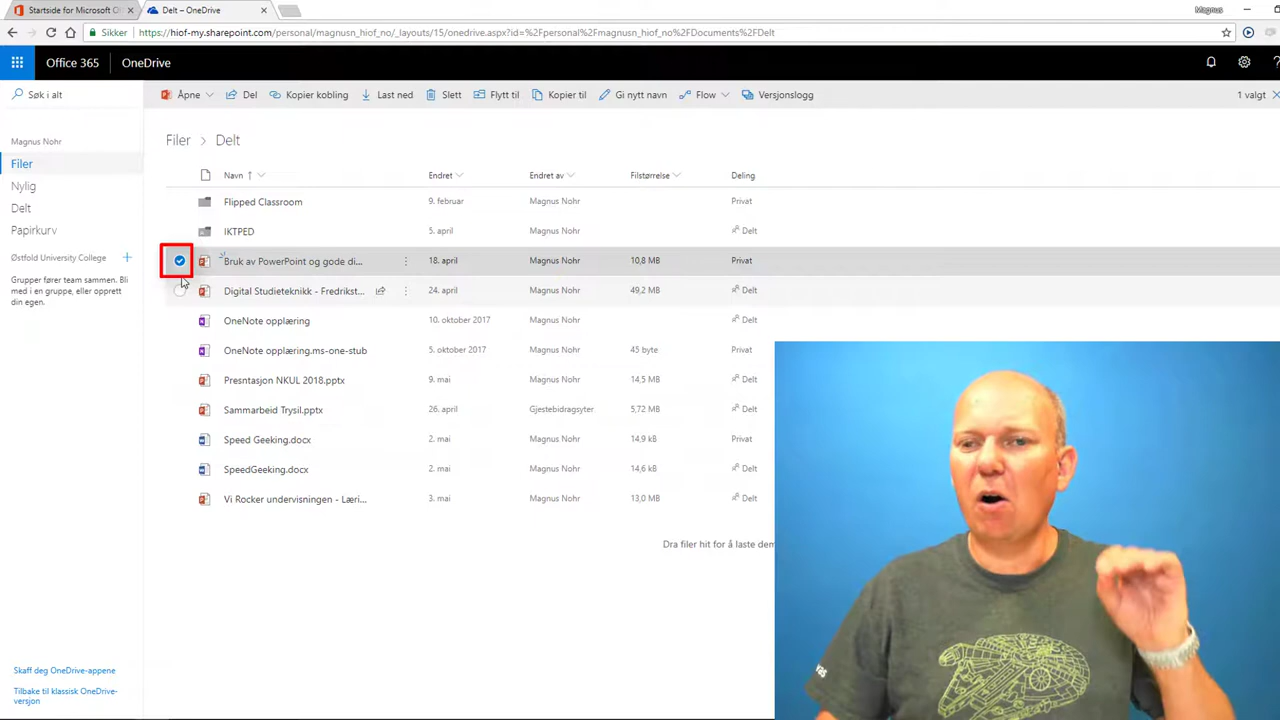 Startside for Microsoft O
Delt – OneDrive
Magnus
Sikker
https://hiof-my.sharepoint.com/personal/magnusn_hiof_no/_layouts/15/onedrive.aspx?id=%2Fpersonal%2Fmagnusn_hiof_no%2FDocuments%2FDelt
Office 365 OneDrive ?
Søk i alt Åpne Del Kopier kobling Last ned Slett Flytt til Kopier til Gi nytt navn Flow Versjonslogg 1 valgt
Magnus Nohr
Filer
Nylig
Delt
Papirkurv
Østfold University College +
Grupper fører team sammen. Bli
med i en gruppe, eller opprett
din egen.
Skaff deg OneDrive-appene
Tilbake til klassisk OneDrive-
versjon
Filer > Delt
Navn Endret Endret av Filstørrelse Deling
Flipped Classroom 9. februar Magnus Nohr Privat
IKTPED 5. april Magnus Nohr Delt
Bruk av PowerPoint og gode di... 18. april Magnus Nohr 10,8 MB Privat
Digital Studieteknikk - Fredrikst... 24. april Magnus Nohr 49,2 MB Delt
OneNote opplæring 10. oktober 2017 Magnus Nohr Delt
OneNote opplæring.ms-one-stub 5. oktober 2017 Magnus Nohr 45 byte Privat
Presntasjon NKUL 2018.pptx 9. mai Magnus Nohr 14,5 MB Delt
Sammarbeid Trysil.pptx 26. april Gjestebidragsyter 5,72 MB Delt
Speed Geeking.docx 2. mai Magnus Nohr 14,9 kB Privat
SpeedGeeking.docx 2. mai Magnus Nohr 14,6 kB Delt
Vi Rocker undervisningen - Læri... 3. mai Magnus Nohr 13,0 MB Delt
Dra filer hit for å laste